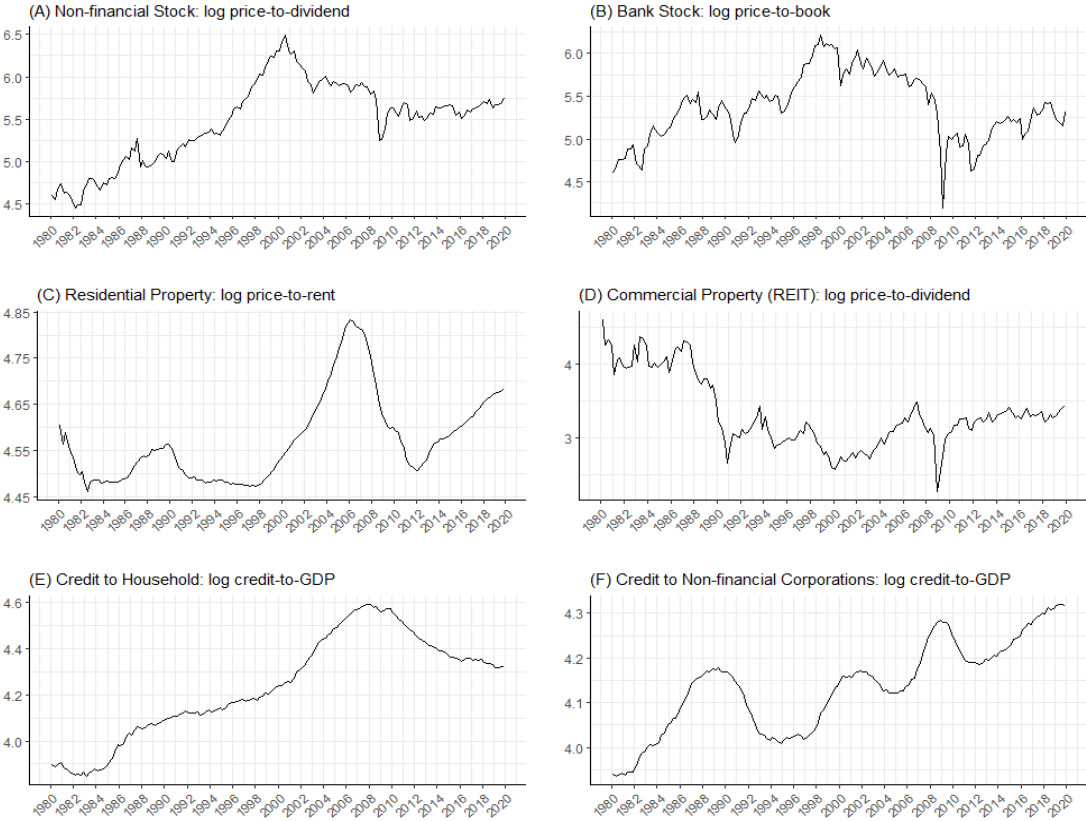 (A) Non-financial Stock: log price-to-dividend
6.5
6.0
5.5
5.0
4.5
1980 1982 1984 1986 1988 1990 1992 1994 1996 1998 2000 2002 2004 2006 2008 2010 2012 2014 2016 2018 2020
(B) Bank Stock: log price-to-book
6.0
5.5
5.0
4.5
1980 1982 1984 1986 1988 1990 1992 1994 1996 1998 2000 2002 2004 2006 2008 2010 2012 2014 2016 2018 2020
(C) Residential Property: log price-to-rent
4.85
4.75
4.65
4.55
4.45
1980 1982 1984 1986 1988 1990 1992 1994 1996 1998 2000 2002 2004 2006 2008 2010 2012 2014 2016 2018 2020
(D) Commercial Property (REIT): log price-to-dividend
4
3
1980 1982 1984 1986 1988 1990 1992 1994 1996 1998 2000 2002 2004 2006 2008 2010 2012 2014 2016 2018 2020
(E) Credit to Household: log credit-to-GDP
4.6
4.4
4.2
4.0
1980 1982 1984 1986 1988 1990 1992 1994 1996 1998 2000 2002 2004 2006 2008 2010 2012 2014 2016 2018 2020
(F) Credit to Non-financial Corporations: log credit-to-GDP
4.3
4.2
4.1
4.0
1980 1982 1984 1986 1988 1990 1992 1994 1996 1998 2000 2002 2004 2006 2008 2010 2012 2014 2016 2018 2020